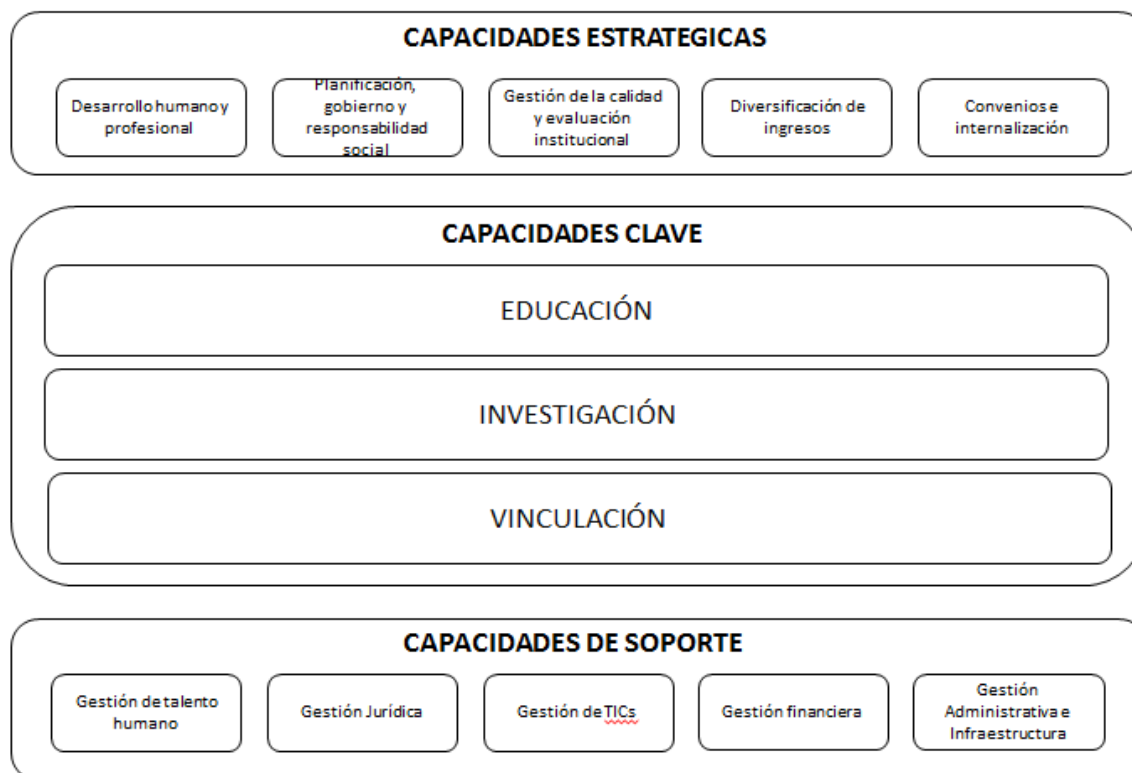 CAPACIDADES ESTRATEGICAS
Desarrollo humano y
profesional
Planificación,
gobierno y
responsabilidad
social
Gestión de la calidad
y evaluación
institucional
Diversificación de
ingresos
Convenios e
internalización
CAPACIDADES CLAVE
EDUCACIÓN
INVESTIGACIÓN
VINCULACIÓN
CAPACIDADES DE SOPORTE
Gestión de talento
humano
Gestión Jurídica
Gestión de TICs
Gestión financiera
Gestión
Administrativa e
Infraestructura